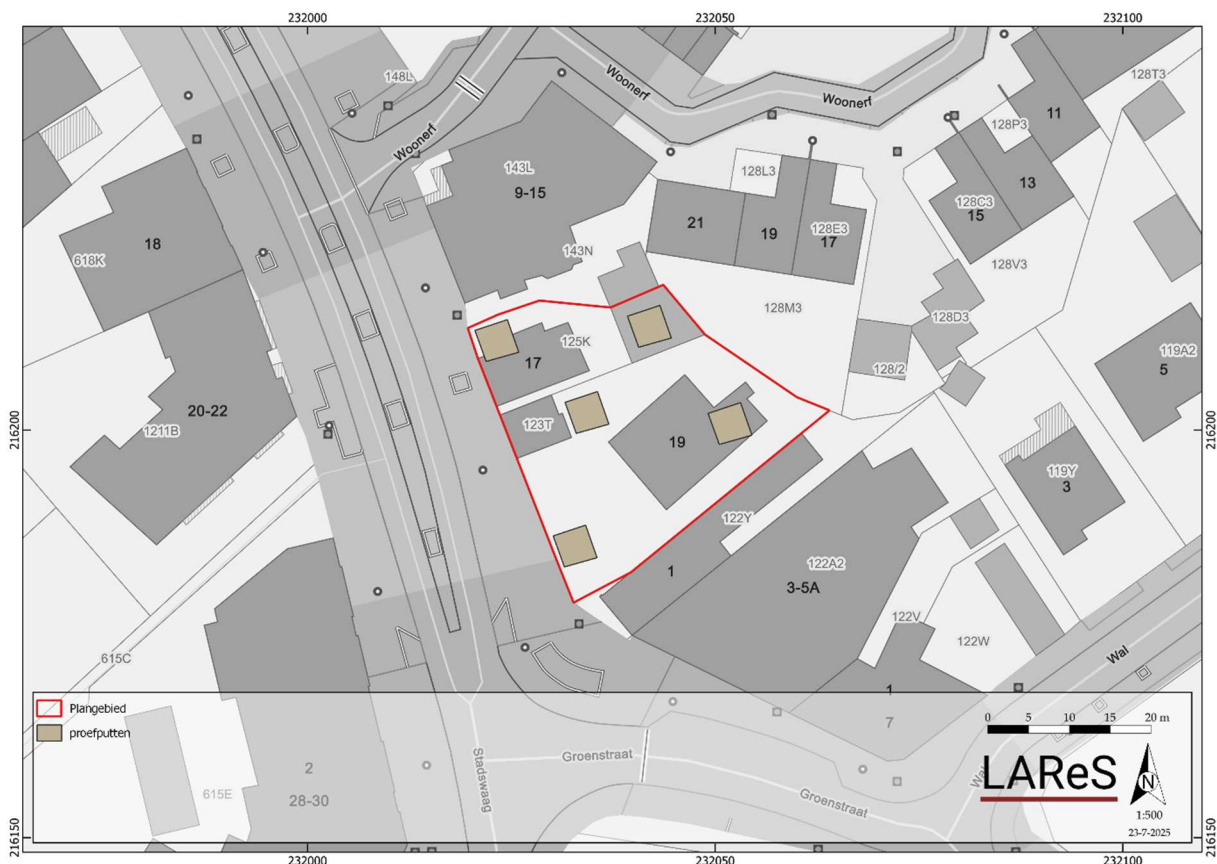 232000
232050
232100
216200
216200
216150
216150
148L
Woonerf
Woonerf
Woonerf
128T3
11
128P3
143L
9-15
128L3
13
128C3
15
21
19
128E3
17
18
618K
143N
128V3
128M3
128D3
125K
17
119A2
5
128/2
20-22
1211B
123T
19
119Y
3
122Y
122A2
3-5A
1
122V
122W
Wal
615C
1
7
Plangebied
proefputten
2
28-30
615E
Stadswaag
Groenstraat
Groenstraat
Wal
0 5 10 15 20 m
LAReS
N
1:500
23-7-2025
232000
232050
232100